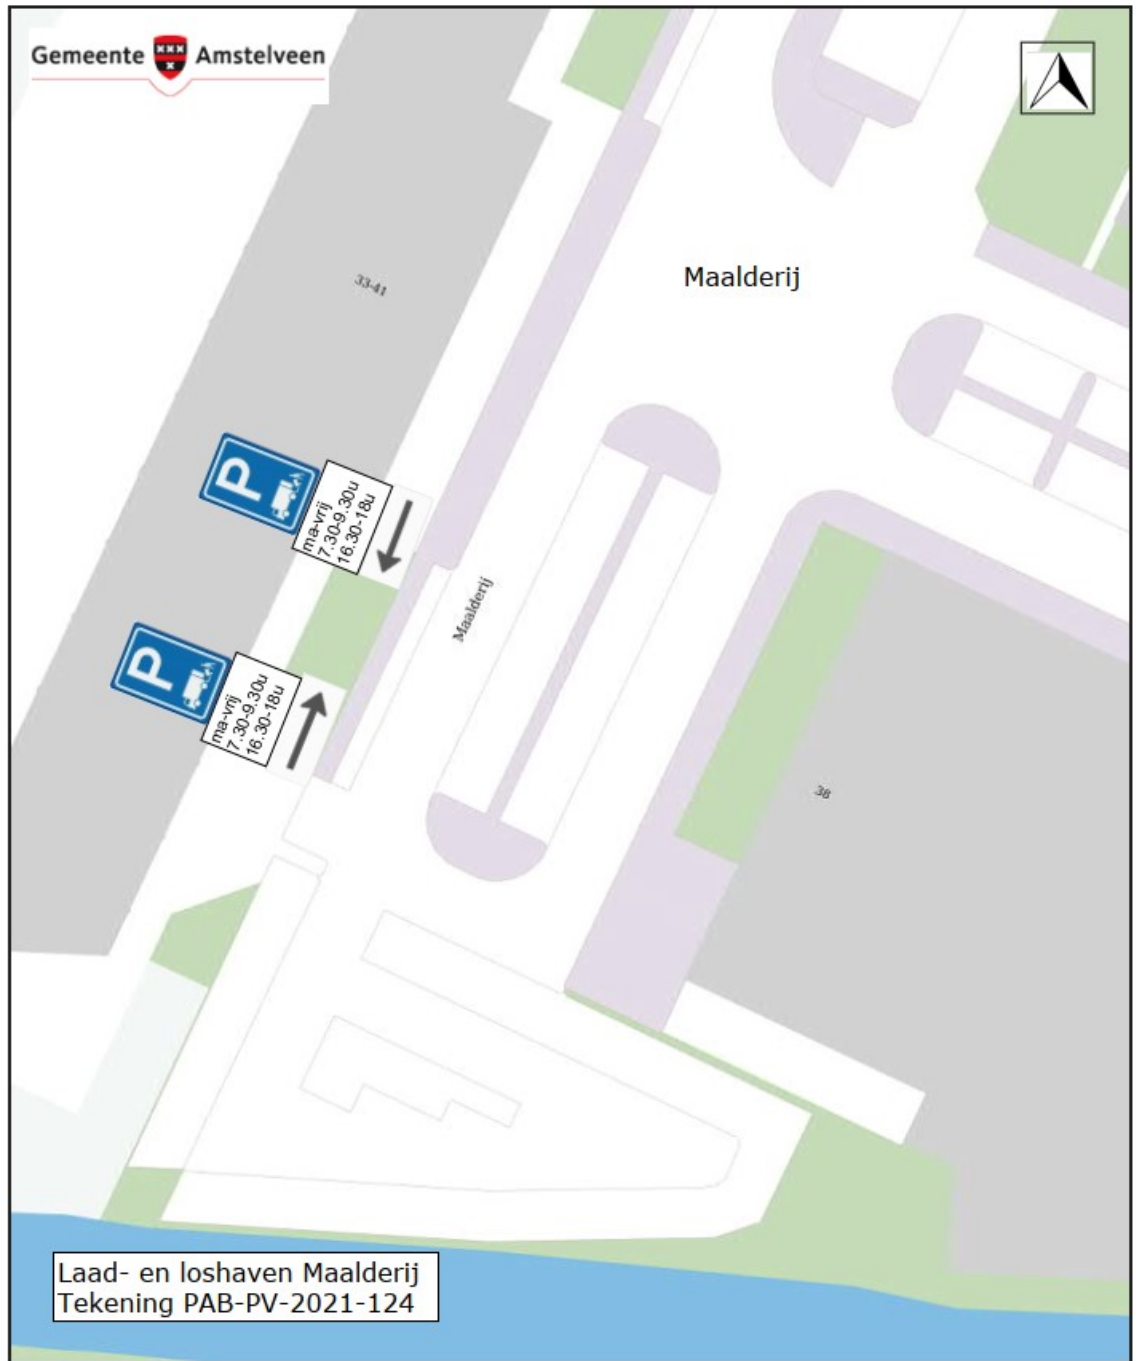 Gemeente Amstelveen
Maalderij
33-41
P
ma-vrij
7.30-9.30u
16.30-18u
Maalderij
P
ma-vrij
7.30-9.30u
16.30-18u
38
Laad- en loshaven Maalderij
Tekening PAB-PV-2021-124